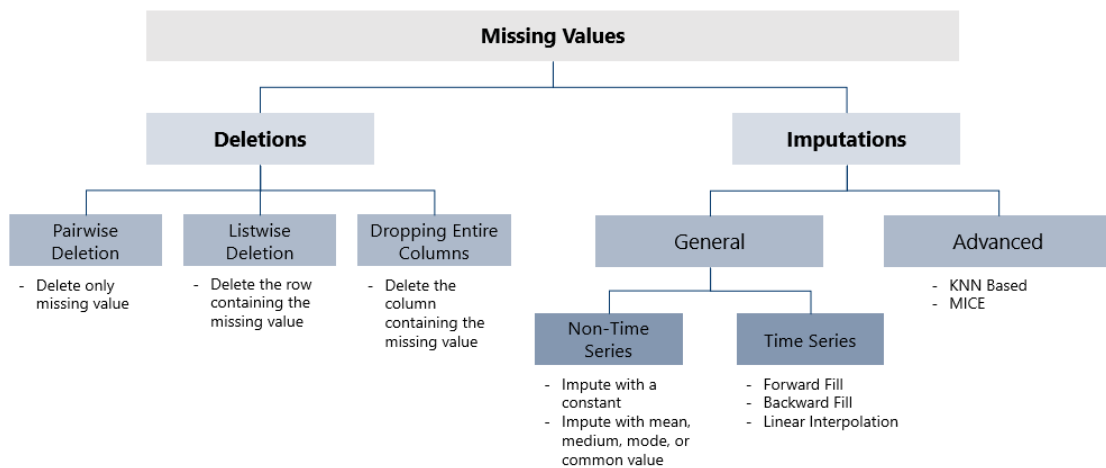 Missing Values
Deletions
Imputations
Pairwise
Deletion
- Delete only
missing value
Listwise
Deletion
- Delete the row
containing the
missing value
Dropping Entire
Columns
- Delete the
column
containing the
missing value
General
Advanced
- KNN Based
- MICE
Non-Time
Series
- Impute with a
constant
- Impute with mean,
medium, mode, or
common value
Time Series
- Forward Fill
- Backward Fill
- Linear Interpolation